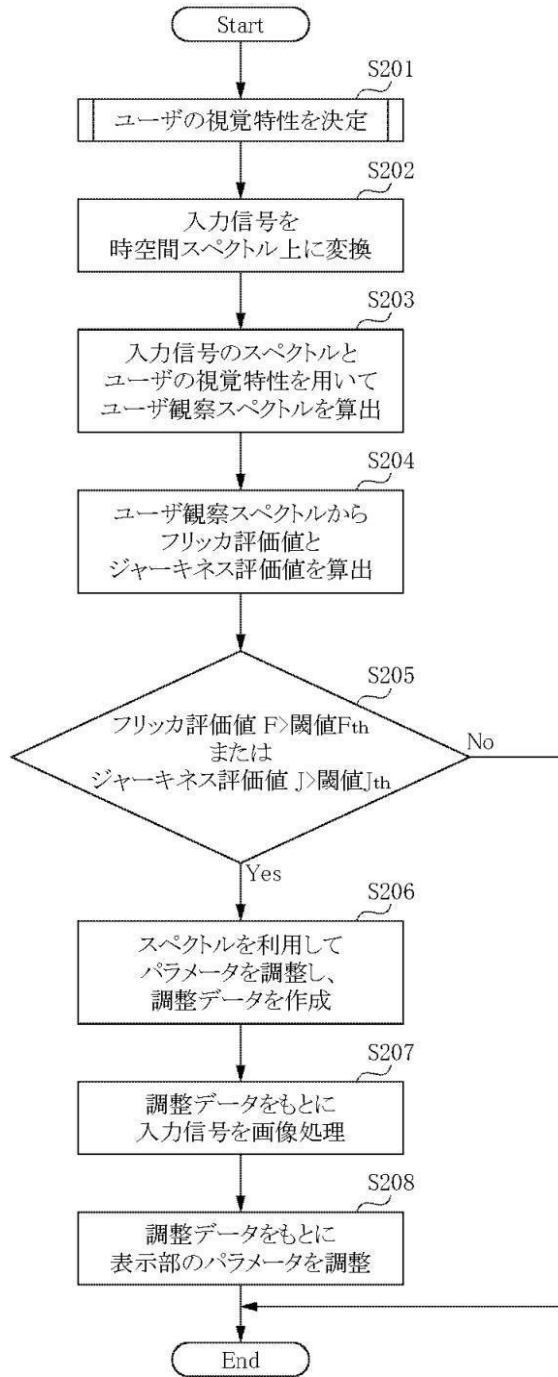 Start
S201
ユーザの視覚特性を決定
S202
入力信号を
時空間スペクトル上に変換
S203
入力信号のスペクトルと
ユーザの視覚特性を用いて
ユーザ観察スペクトルを算出
S204
ユーザ観察スペクトルから
フリッカ評価値と
ジャーキネス評価値を算出
S205
フリッカ評価値 F>閾値Fth
または
ジャーキネス評価値 J>閾値Jth
No
Yes
S206
スペクトルを利用して
パラメータを調整し、
調整データを作成
S207
調整データをもとに
入力信号を画像処理
S208
調整データをもとに
表示部のパラメータを調整
End